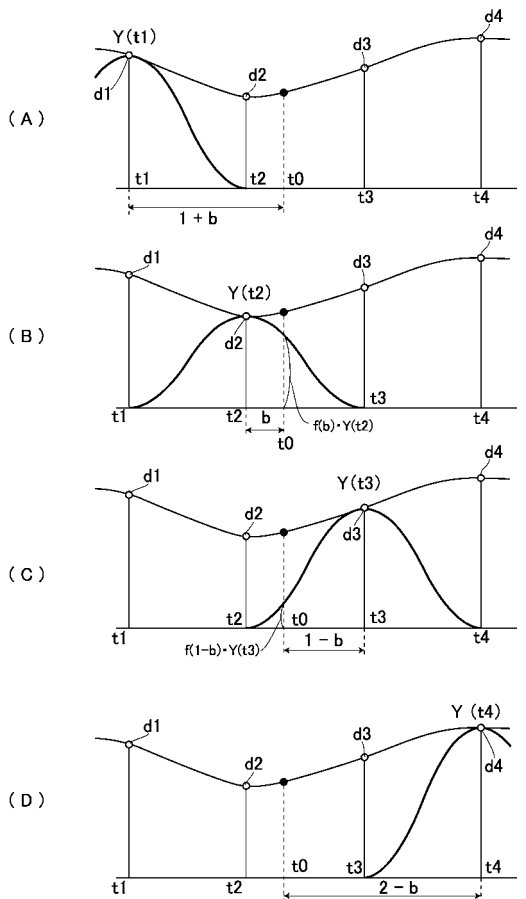 Y(t1)
d1
d2
d3
d4
(A)
t1
t2
t0
t3
t4
1 + b
d1
Y(t2)
d2
d3
d4
(B)
t1
t2
b
t0
t3
t4
f(b)・Y(t2)
d1
d2
Y(t3)
d3
d4
(C)
t1
t2
t0
t3
t4
f(1-b)・Y(t3)
1 - b
d1
d2
d3
Y (t4)
d4
(D)
t1
t2
t0
t3
t4
2 - b